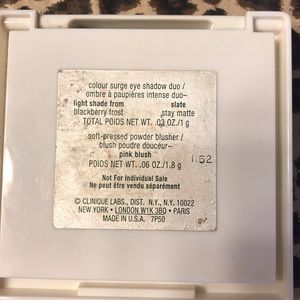 colour surge eye shadow duo/
ombre à paupières intense duo–
light shade from slate
blackberry frost stay matte
TOTAL POIDS NET WT. .03 OZ./1 g
soft-pressed powder blusher/
blush poudre douceur–
pink blush
POIDS NET WT. .06 OZ./1.8 g
1 52
Not For Individual Sale
Ne peut être vendu séparément
© CLINIQUE LABS., DIST. N.Y., N.Y. 10022
NEW YORK • LONDON W1K 3BQ • PARIS
MADE IN U.S.A. 7P50